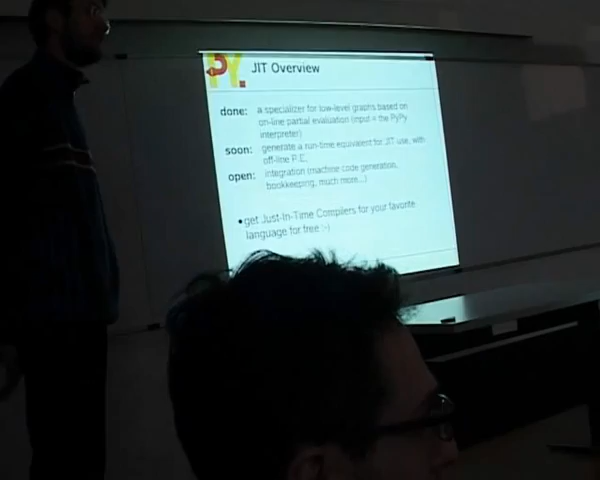 PY.
JIT Overview
done: a specializer for low-level graphs based
on on-line partial evaluation (input = the PyPy
interpreter)
soon: generate a run-time equivalent for JIT use, with
off-line P.E.
open: integration (machine code generation,
bookkeeping, much more...)
•get Just-In-Time Compilers for your favorite
language for free :-)